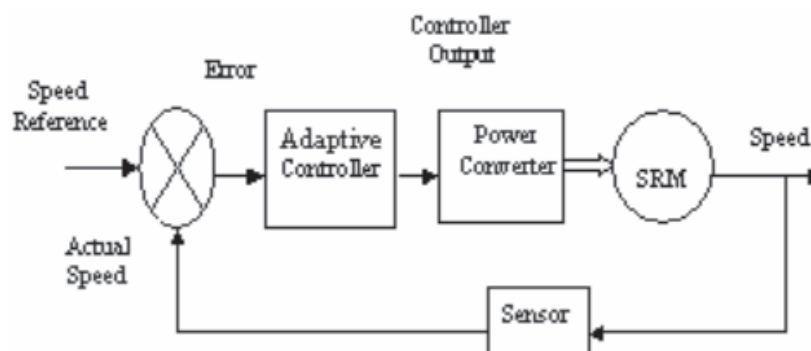 Controller
Output
Error
Speed
Reference
Adaptive
Controller
Power
Converter
SRM
Speed
Actual
Speed
Sensor